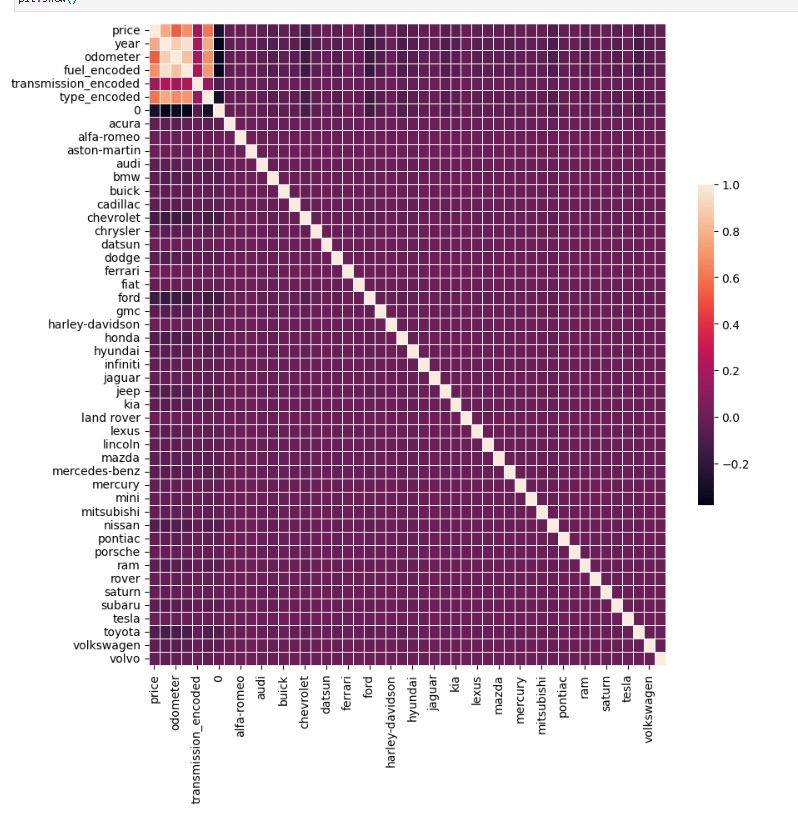 plt.show()
price
year
odometer
fuel_encoded
transmission_encoded
type_encoded
0
acura
alfa-romeo
aston-martin
audi
bmw
buick
cadillac
chevrolet
chrysler
datsun
dodge
ferrari
fiat
ford
gmc
harley-davidson
honda
hyundai
infiniti
jaguar
jeep
kia
land rover
lexus
lincoln
mazda
mercedes-benz
mercury
mini
mitsubishi
nissan
pontiac
porsche
ram
rover
saturn
subaru
tesla
toyota
volkswagen
volvo
1.0
0.8
0.6
0.4
0.2
0.0
−0.2
price
odometer
transmission_encoded
0
alfa-romeo
audi
buick
chevrolet
datsun
ferrari
ford
harley-davidson
hyundai
jaguar
kia
lexus
mazda
mercury
mitsubishi
pontiac
ram
saturn
tesla
volkswagen